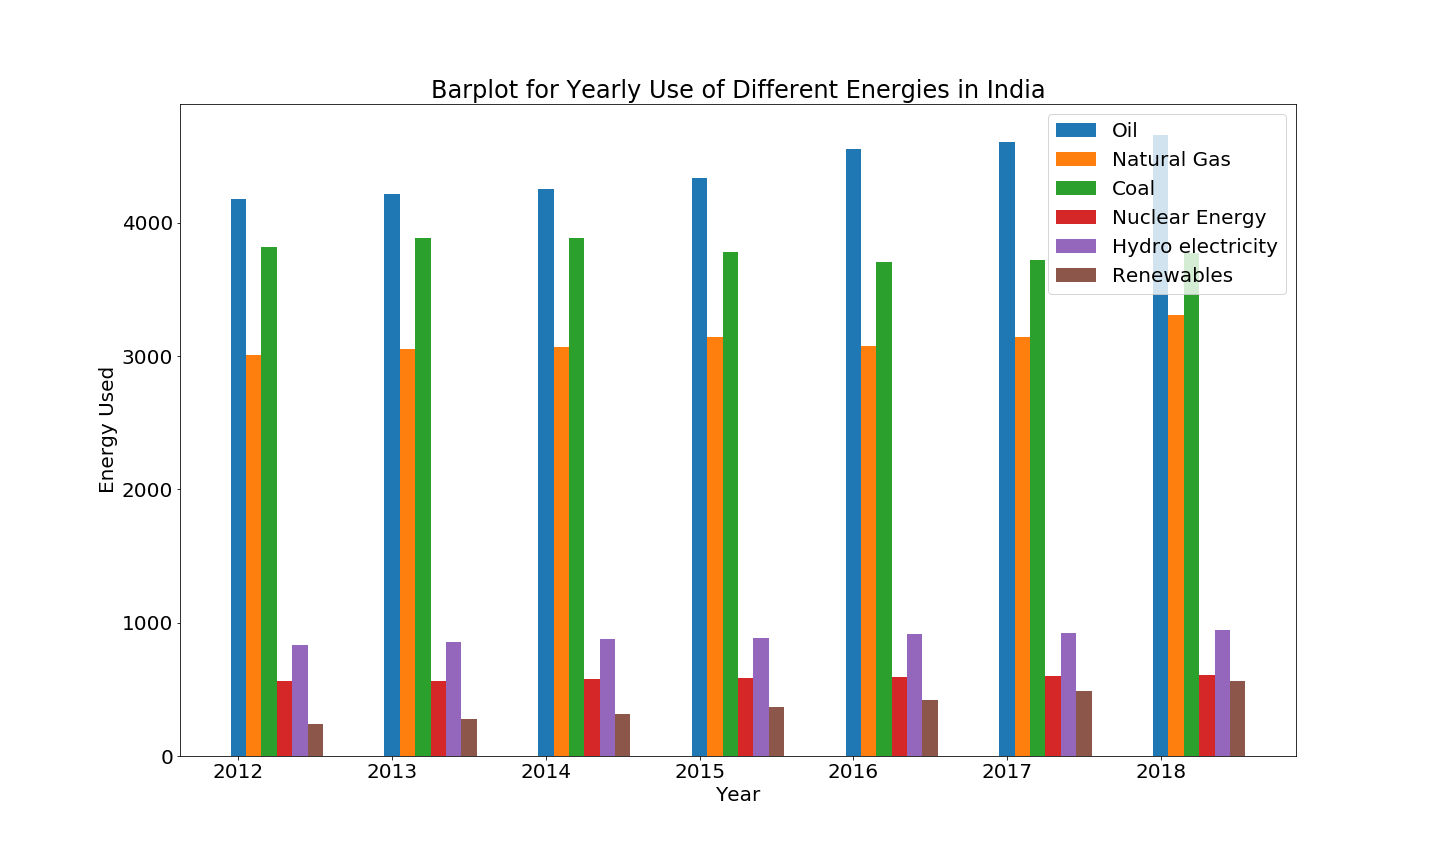 Barplot for Yearly Use of Different Energies in India
Oil
Natural Gas
Coal
Nuclear Energy
Hydro electricity
Renewables
4000
3000
2000
1000
0
Energy Used
2012 2013 2014 2015 2016 2017 2018
Year